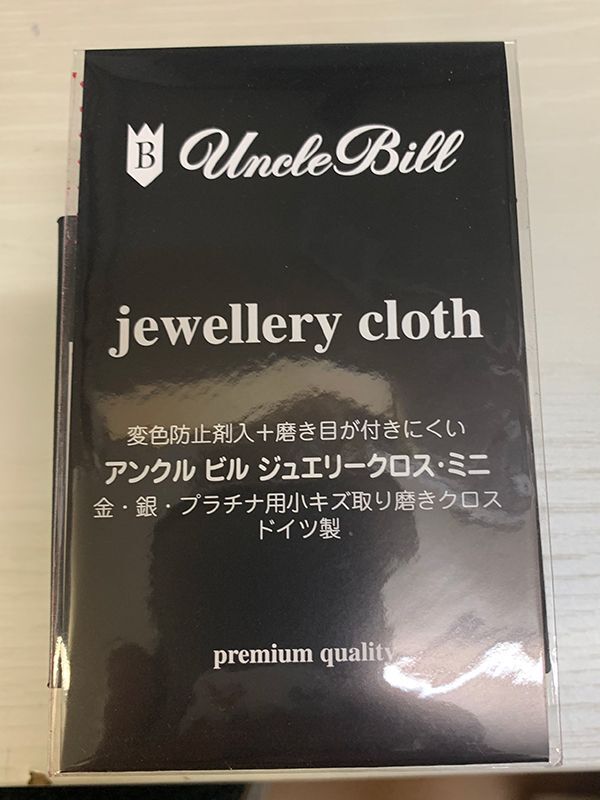 B Uncle Bill
jewellery cloth
変色防止剤入＋磨き目が付きにくい
アンクル ビル ジュエリークロス・ミニ
金・銀・プラチナ用小キズ取り磨きクロス
ドイツ製
premium quality